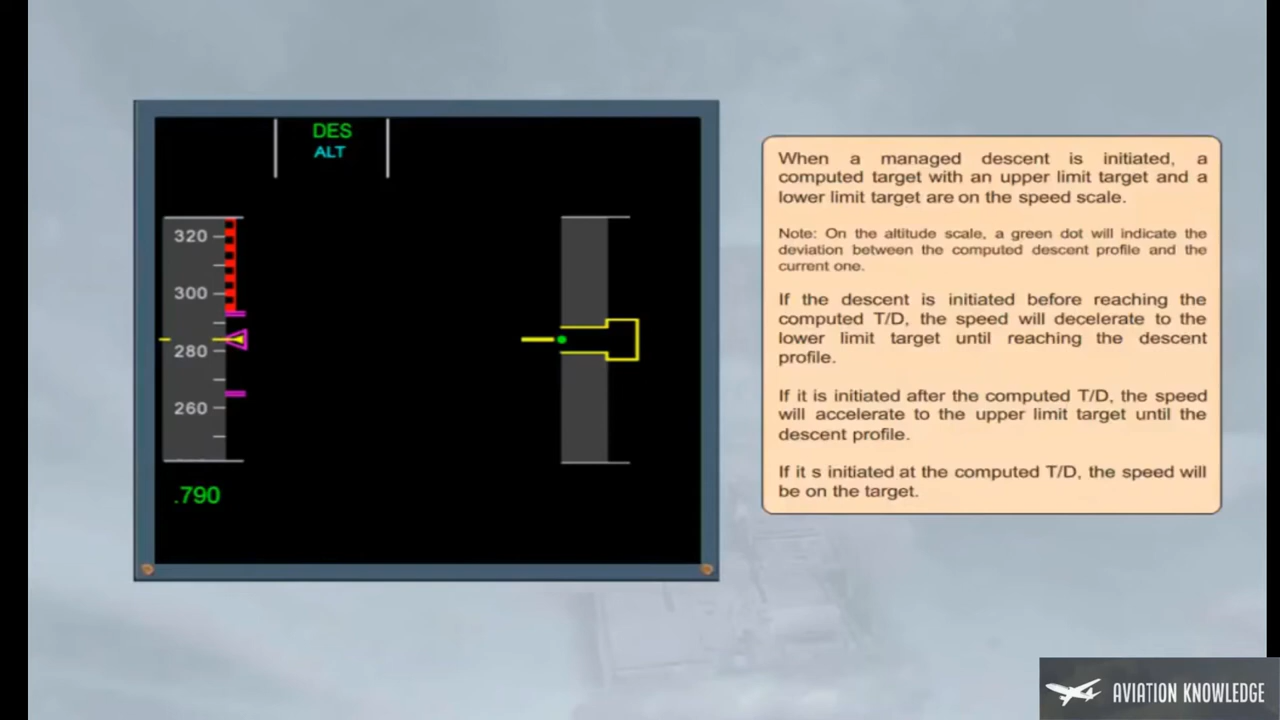 DES
ALT
320
300
280
260
.790
When a managed descent is initiated, a
computed target with an upper limit target and a
lower limit target are on the speed scale.
Note: On the altitude scale, a green dot will indicate the
deviation between the computed descent profile and the
current one.
If the descent is initiated before reaching the
computed T/D, the speed will decelerate to the
lower limit target until reaching the descent
profile.
If it is initiated after the computed T/D, the speed
will accelerate to the upper limit target until the
descent profile.
If it s initiated at the computed T/D, the speed will
be on the target.
AVIATION KNOWLEDGE